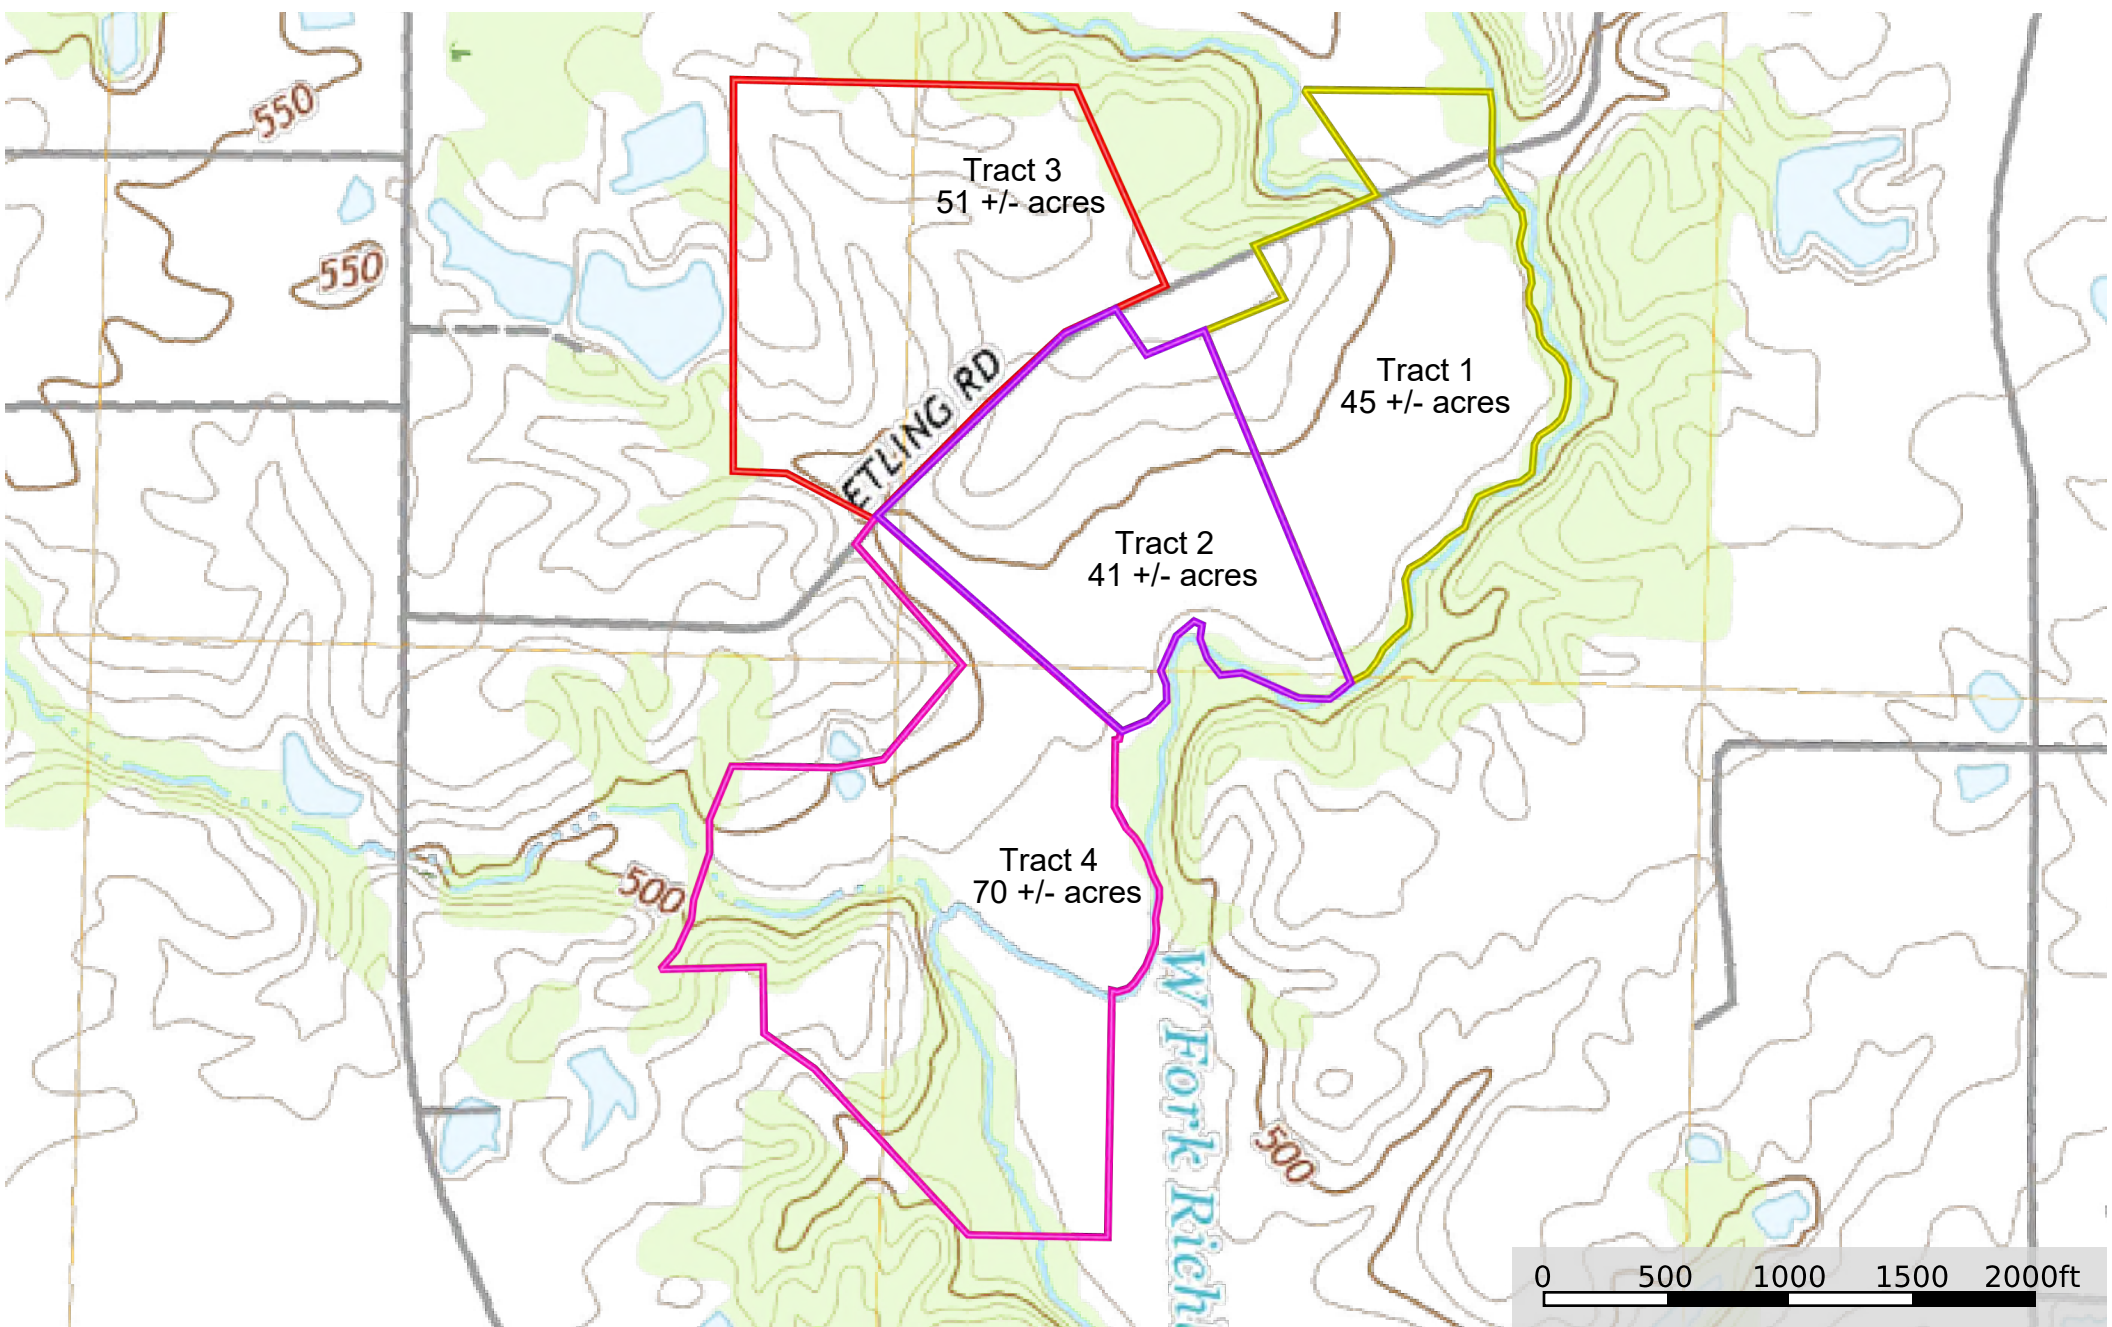 550
Tract 3
51 +/- acres
550
ETLING RD
Tract 1
45 +/- acres
Tract 2
41 +/- acres
Tract 4
70 +/- acres
500
W Fork Rich
500
0 500 1000 1500 2000ft